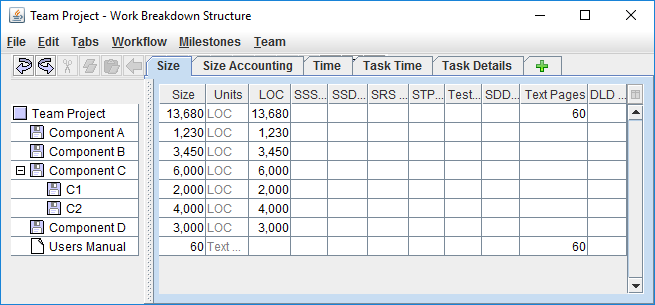 Team Project - Work Breakdown Structure
File Edit Tabs Workflow Milestones Team
Size Size Accounting Time Task Time Task Details
Size Units LOC SSS... SSD... SRS ... STP... Test... SDD... Text Pages DLD ...
Team Project 13,680 LOC 13,680 60
Component A 1,230 LOC 1,230
Component B 3,450 LOC 3,450
Component C 6,000 LOC 6,000
C1 2,000 LOC 2,000
C2 4,000 LOC 4,000
Component D 3,000 LOC 3,000
Users Manual 60 Text ... 60